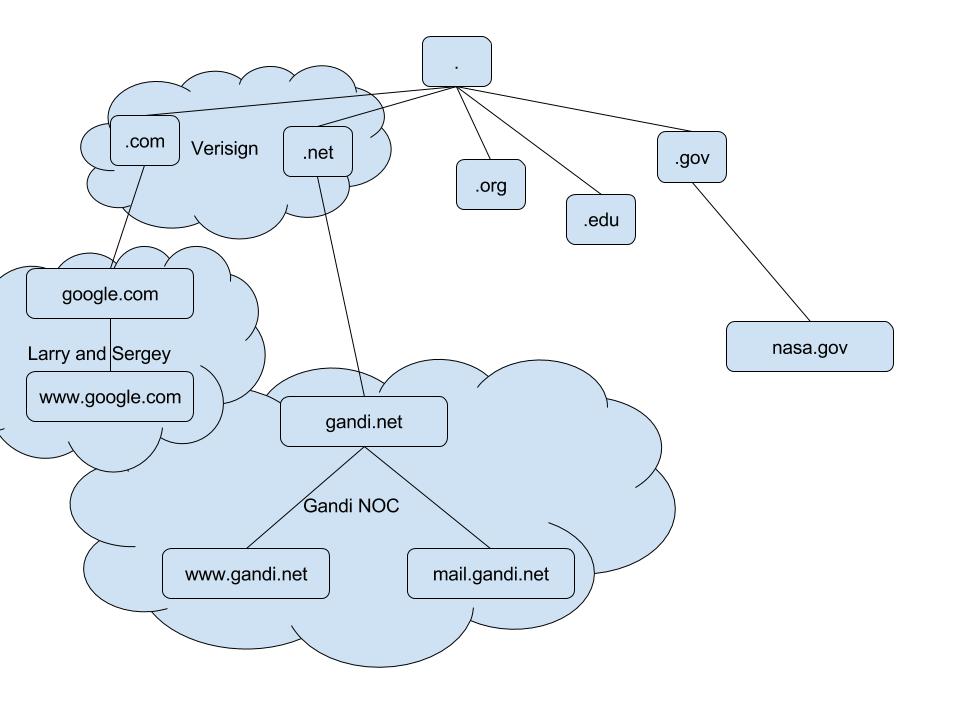 .
.com
Verisign
.net
.gov
.org
.edu
google.com
nasa.gov
Larry and Sergey
www.google.com
gandi.net
Gandi NOC
www.gandi.net
mail.gandi.net